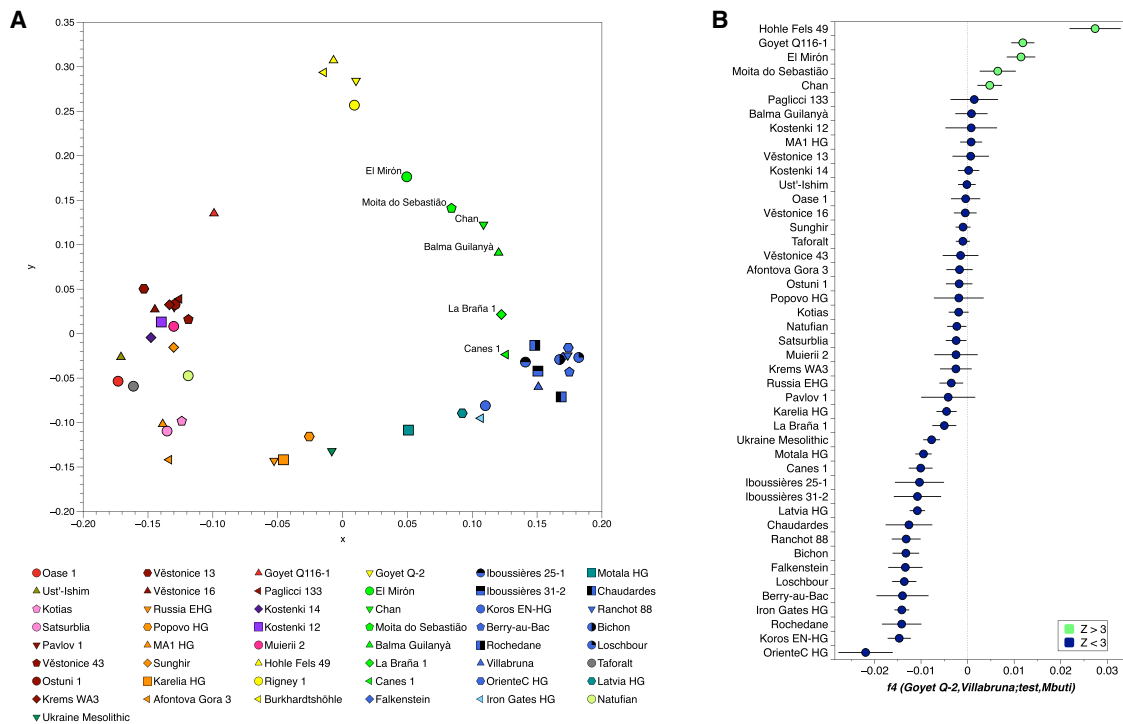 A
B
0.35
0.30
0.25
0.20
0.15
0.10
0.05
0
−0.05
−0.10
−0.15
−0.20
y
−0.20
−0.15
−0.10
−0.05
0
0.05
0.10
0.15
0.20
x
El Mirón
Moita do Sebastião
Chan
Balma Guilanyà
La Braña 1
Canes 1
Oase 1
Ust'-Ishim
Kotias
Satsurblia
Pavlov 1
Věstonice 43
Ostuni 1
Krems WA3
Ukraine Mesolithic
Věstonice 13
Věstonice 16
Russia EHG
Popovo HG
MA1 HG
Sunghir
Karelia HG
Afontova Gora 3
Goyet Q116-1
Paglicci 133
Kostenki 14
Kostenki 12
Muierii 2
Hohle Fels 49
Rigney 1
Burkhardtshöhle
Goyet Q-2
El Mirón
Chan
Moita do Sebastião
Balma Guilanyà
La Braña 1
Canes 1
Falkenstein
Iboussières 25-1
Iboussières 31-2
Koros EN-HG
Berry-au-Bac
Rochedane
Villabruna
OrienteC HG
Iron Gates HG
Motala HG
Chaudardes
Ranchot 88
Bichon
Loschbour
Taforalt
Latvia HG
Natufian
Hohle Fels 49
Goyet Q116-1
El Mirón
Moita do Sebastião
Chan
Paglicci 133
Balma Guilanyà
Kostenki 12
MA1 HG
Věstonice 13
Kostenki 14
Ust'-Ishim
Oase 1
Věstonice 16
Sunghir
Taforalt
Věstonice 43
Afontova Gora 3
Ostuni 1
Popovo HG
Kotias
Natufian
Satsurblia
Muierii 2
Krems WA3
Russia EHG
Pavlov 1
Karelia HG
La Braña 1
Ukraine Mesolithic
Motala HG
Canes 1
Iboussières 25-1
Iboussières 31-2
Latvia HG
Chaudardes
Ranchot 88
Bichon
Falkenstein
Loschbour
Berry-au-Bac
Iron Gates HG
Rochedane
Koros EN-HG
OrienteC HG
Z > 3
Z < 3
−0.02
−0.01
0
0.01
0.02
0.03
f4 (Goyet Q-2,Villabruna;test,Mbuti)